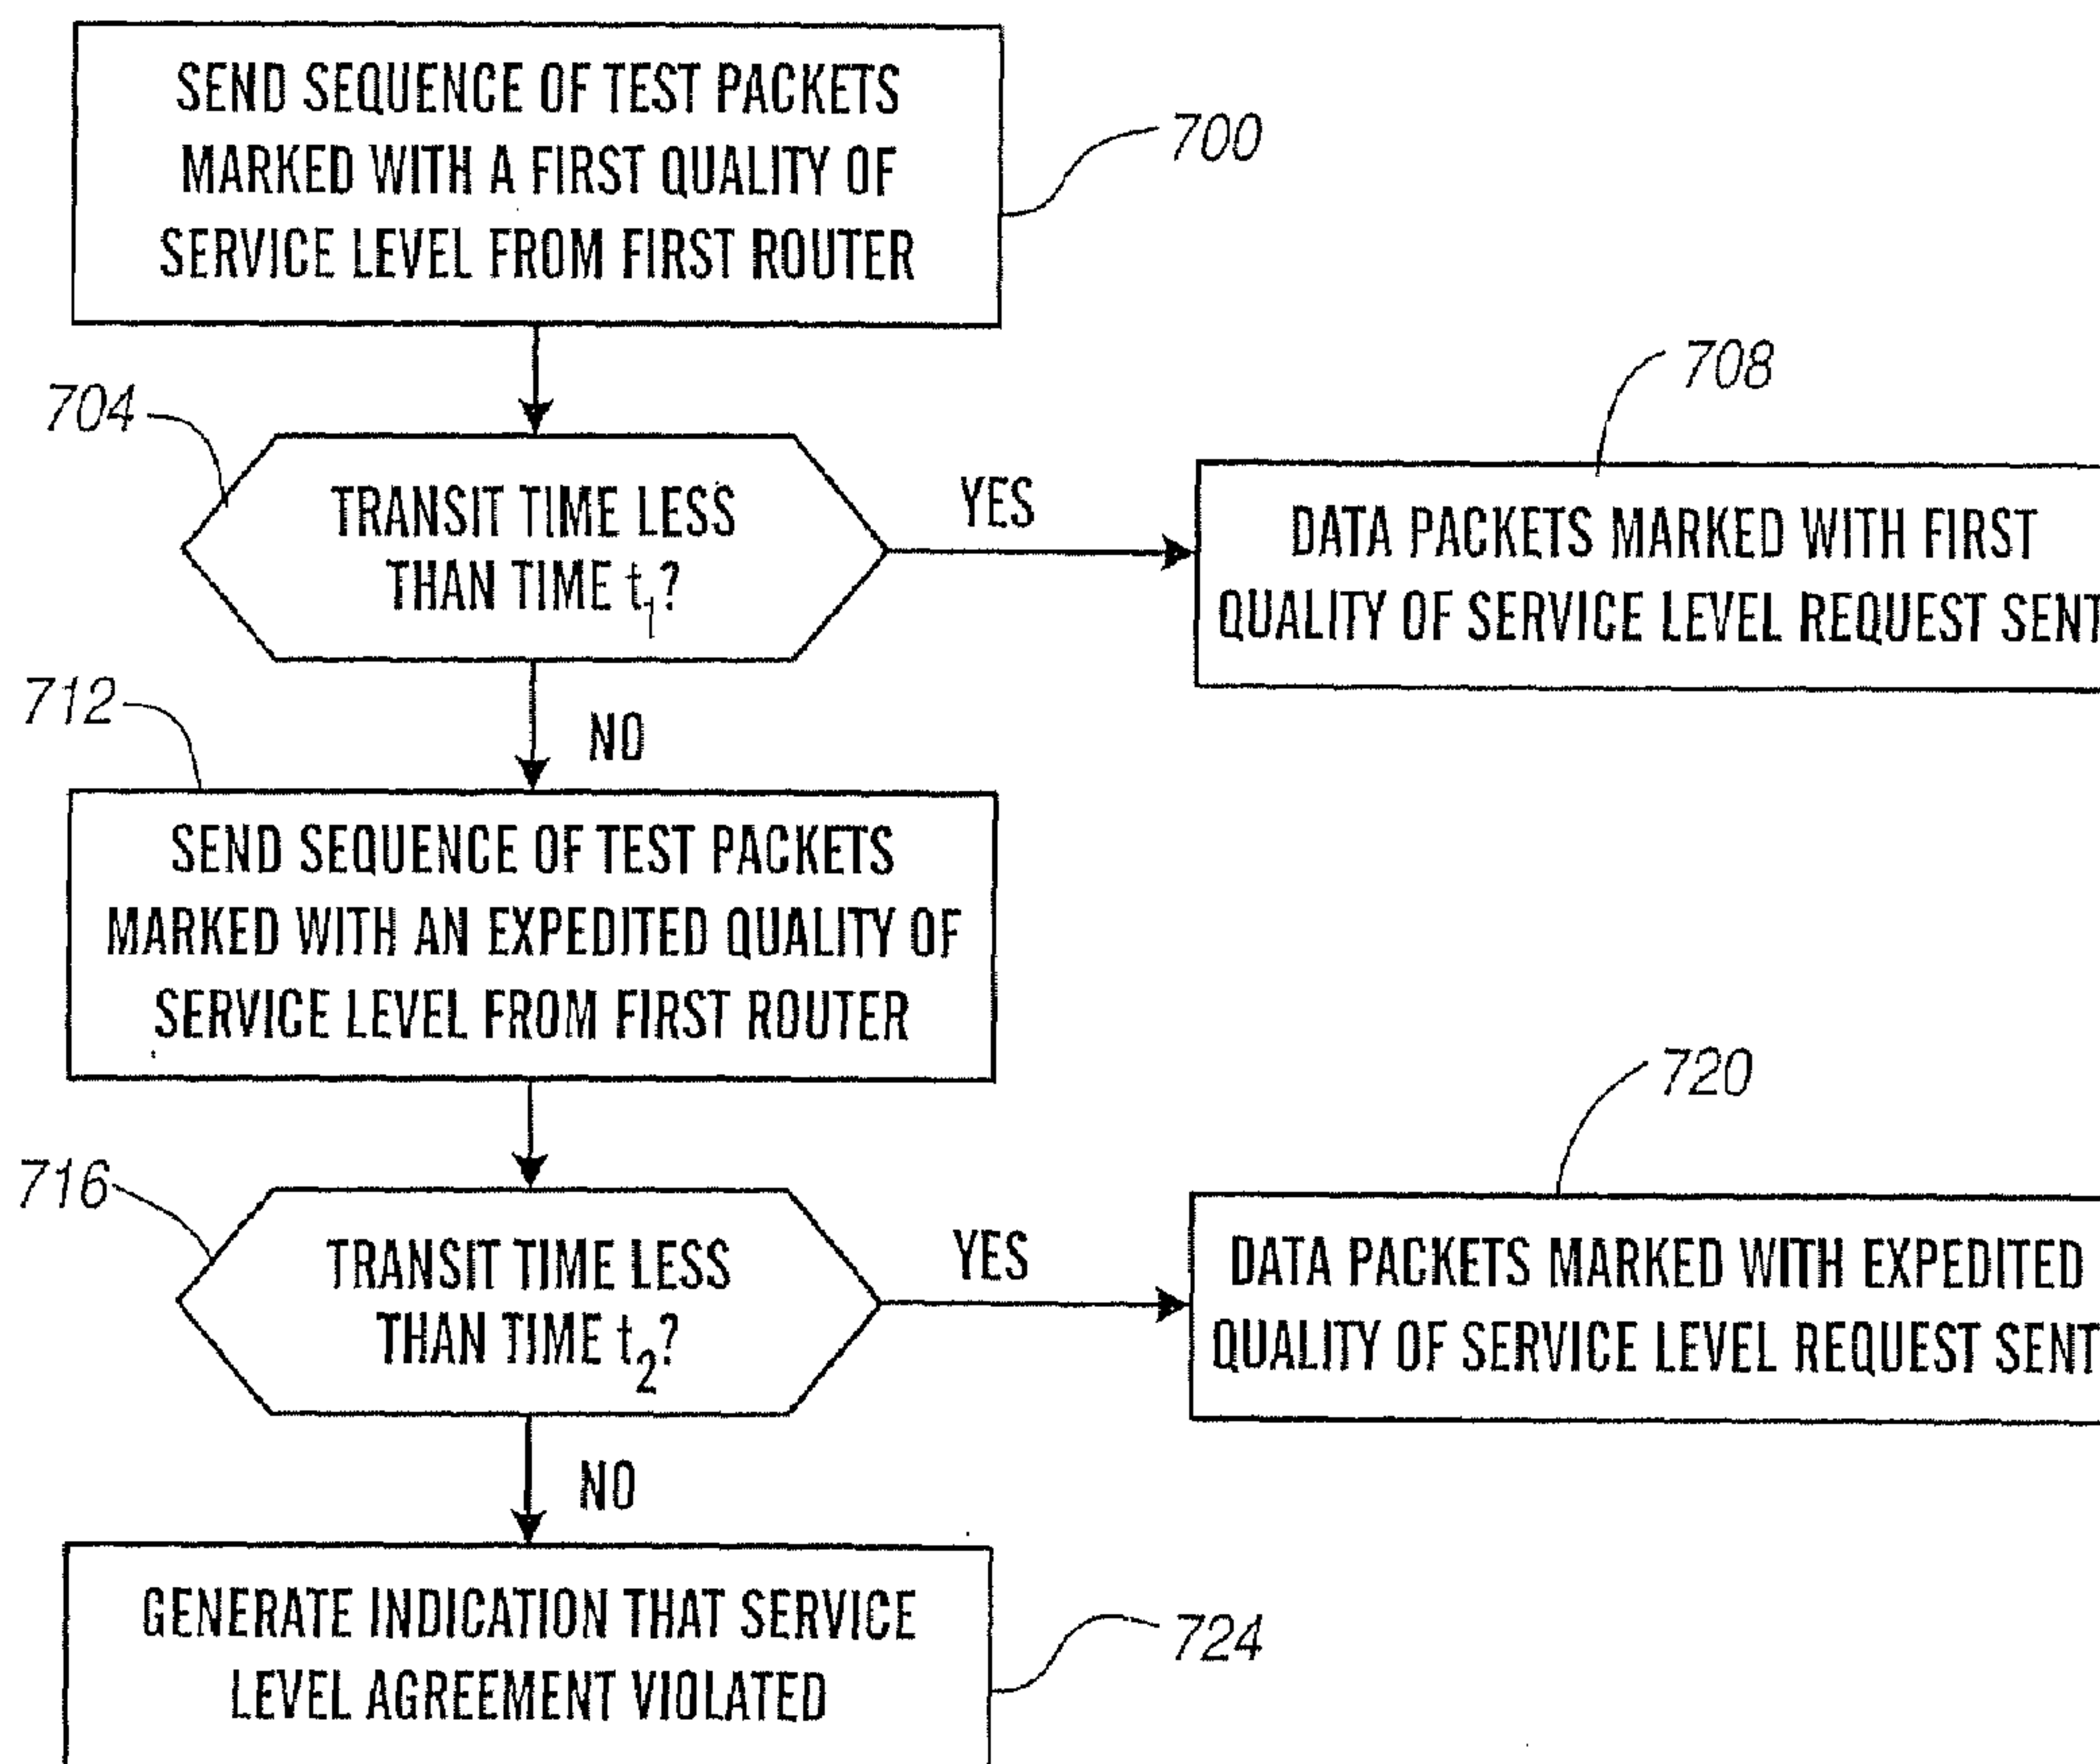 SEND SEQUENCE OF TEST PACKETS
MARKED WITH A FIRST QUALITY OF
SERVICE LEVEL FROM FIRST ROUTER
700
704
TRANSIT TIME LESS
THAN TIME t1?
YES
708
DATA PACKETS MARKED WITH FIRST
QUALITY OF SERVICE LEVEL REQUEST SENT
712
NO
SEND SEQUENCE OF TEST PACKETS
MARKED WITH AN EXPEDITED QUALITY OF
SERVICE LEVEL FROM FIRST ROUTER
716
TRANSIT TIME LESS
THAN TIME t2?
YES
720
DATA PACKETS MARKED WITH EXPEDITED
QUALITY OF SERVICE LEVEL REQUEST SENT
NO
GENERATE INDICATION THAT SERVICE
LEVEL AGREEMENT VIOLATED
724